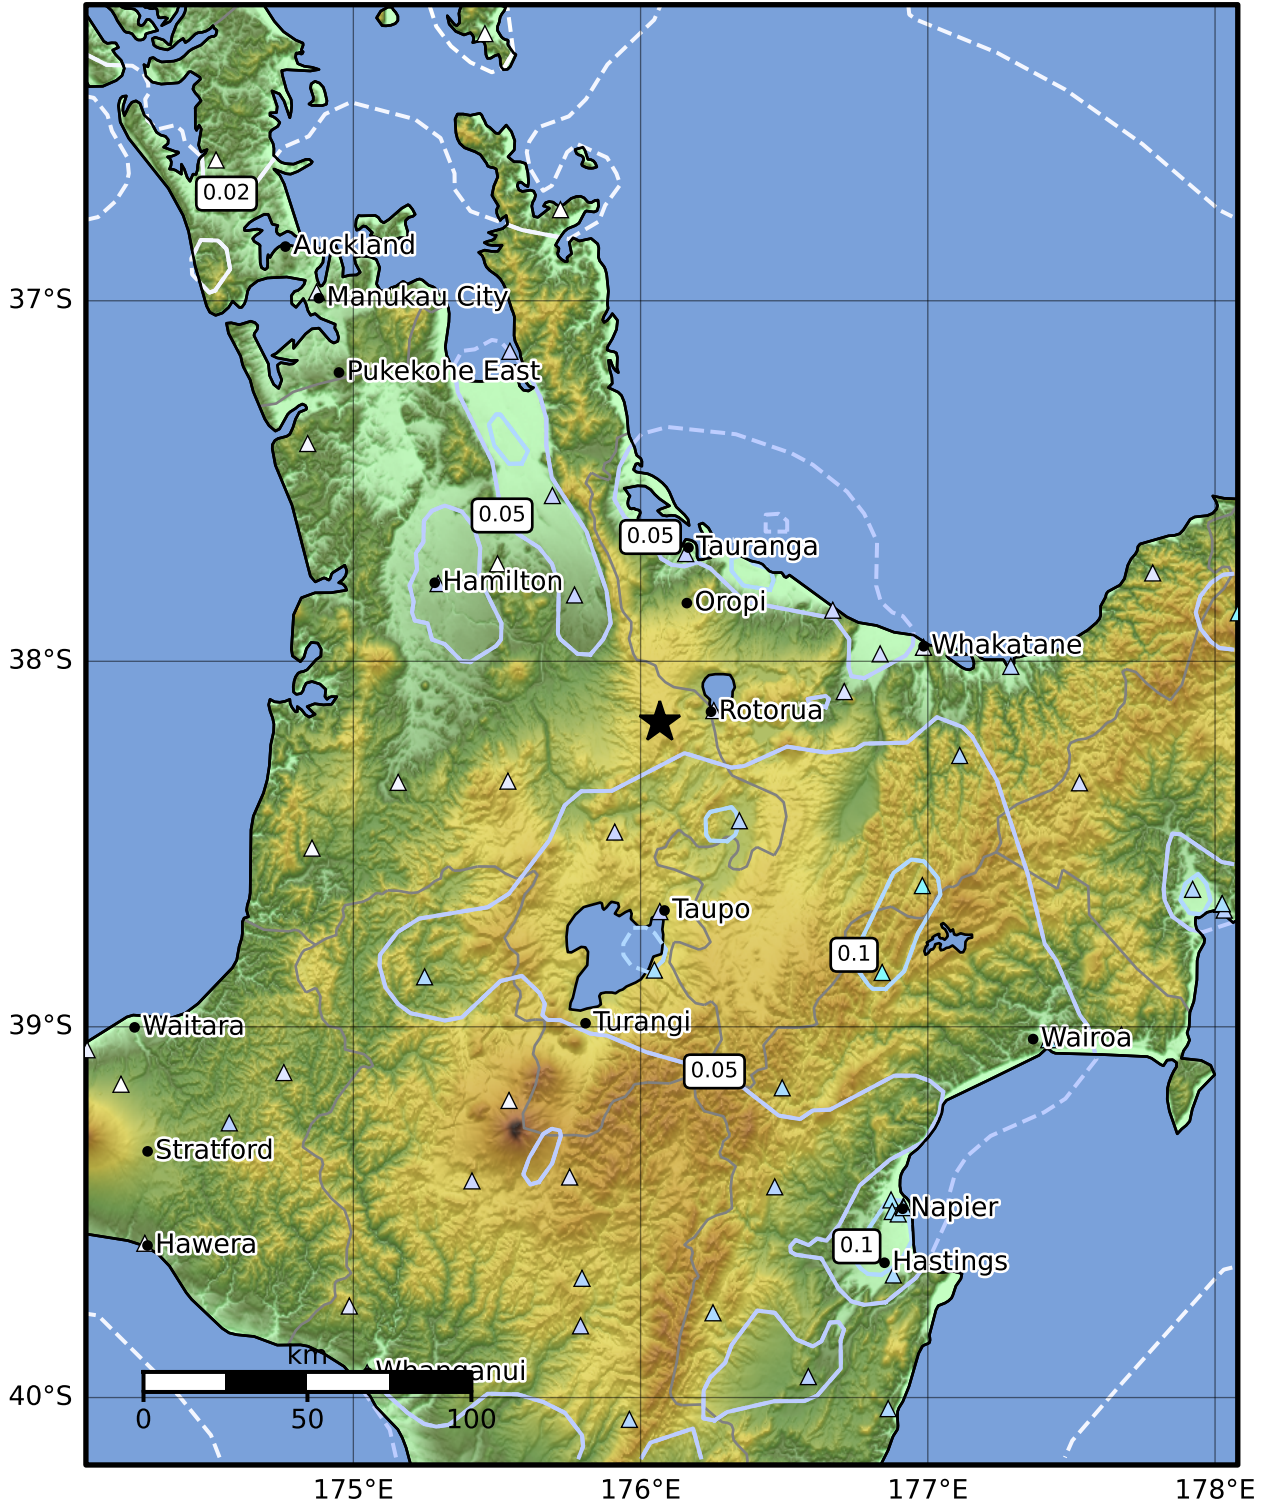 0.02
Auckland
Manukau City
37°S
Pukekohe East
0.05
0.05
Tauranga
Hamilton
Oropi
Whakatane
38°S
Rotorua
Taupo
0.1
Waitara
39°S
Turangi
Wairoa
0.05
Stratford
Napier
Hawera
0.1
Hastings
km
Whanganui
40°S
0 50 100
175°E 176°E 177°E 178°E